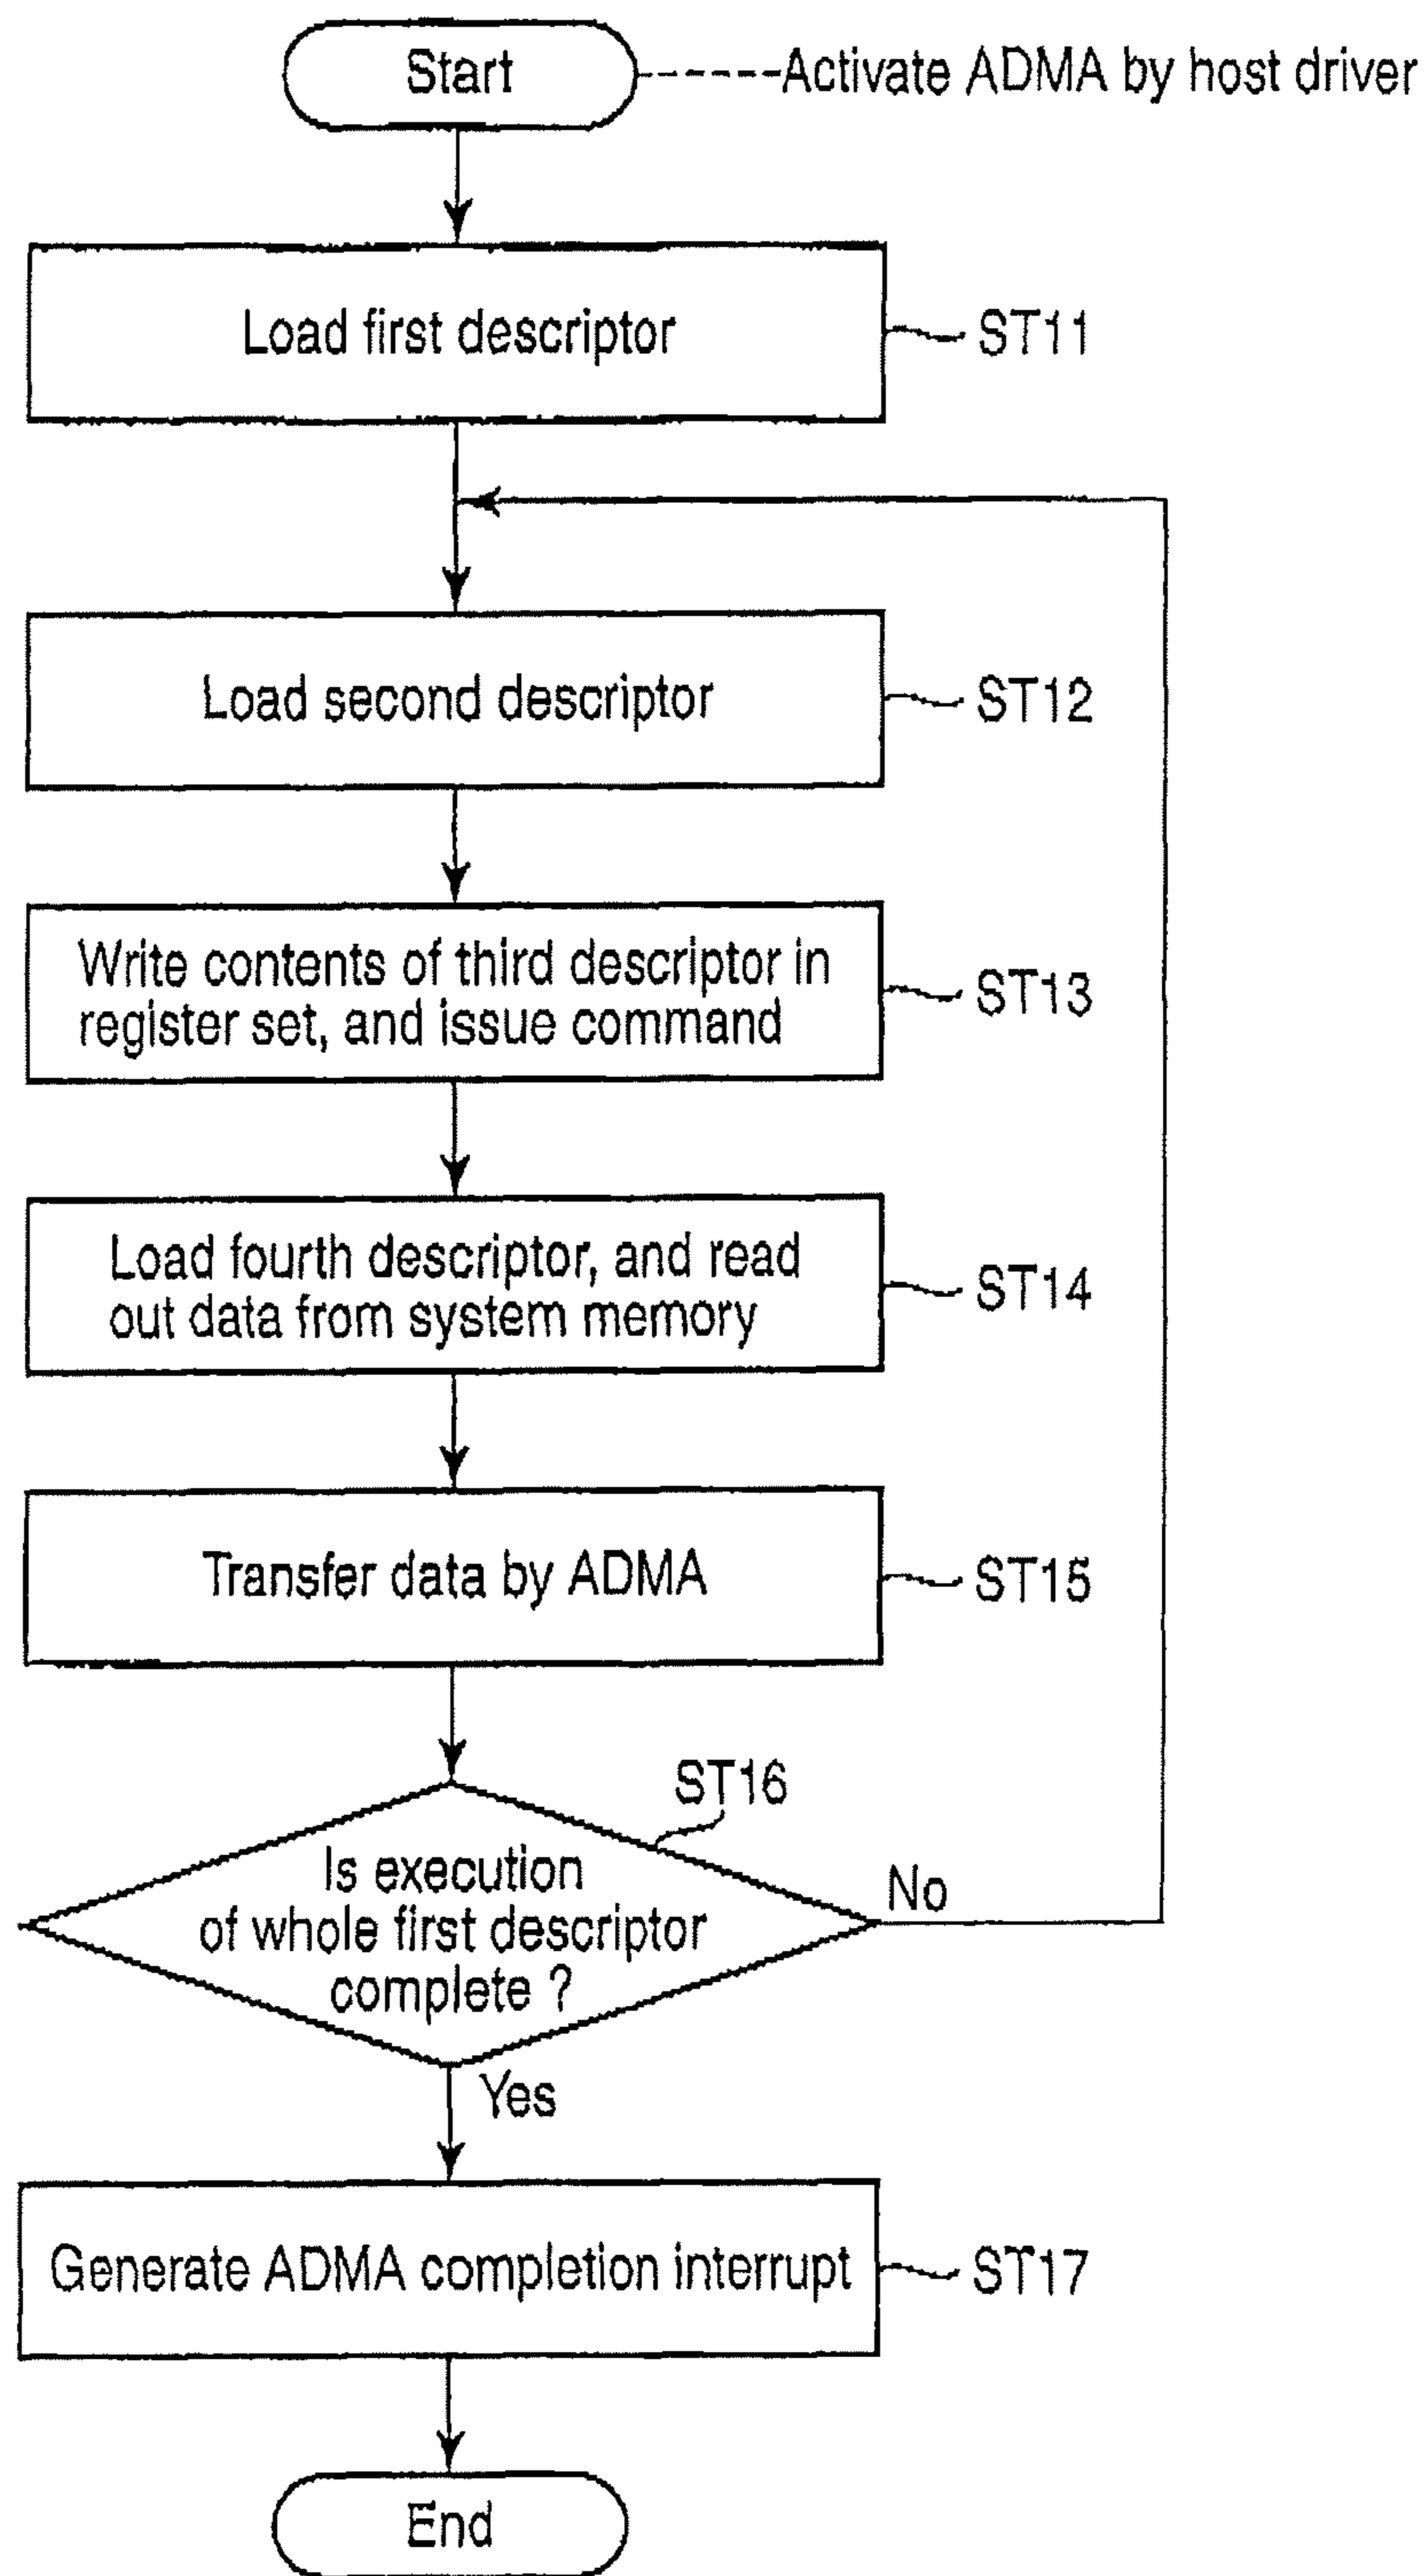 Start
Activate ADMA by host driver
Load first descriptor
ST11
Load second descriptor
ST12
Write contents of third descriptor in
register set, and issue command
ST13
Load fourth descriptor, and read
out data from system memory
ST14
Transfer data by ADMA
ST15
ST16
Is execution
of whole first descriptor
complete ?
No
Yes
Generate ADMA completion interrupt
ST17
End